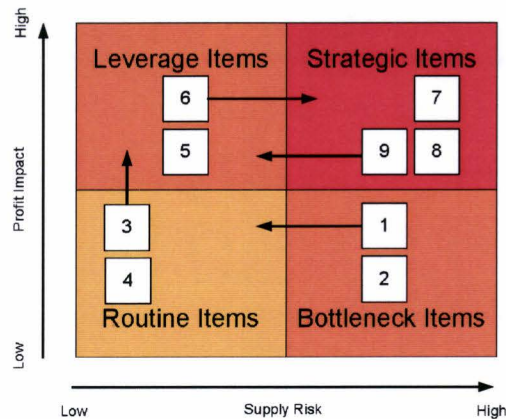 High
Leverage Items
Strategic Items
6
7
5
9
8
Profit Impact
3
1
4
2
Routine Items
Bottleneck Items
Low
Low
Supply Risk
High